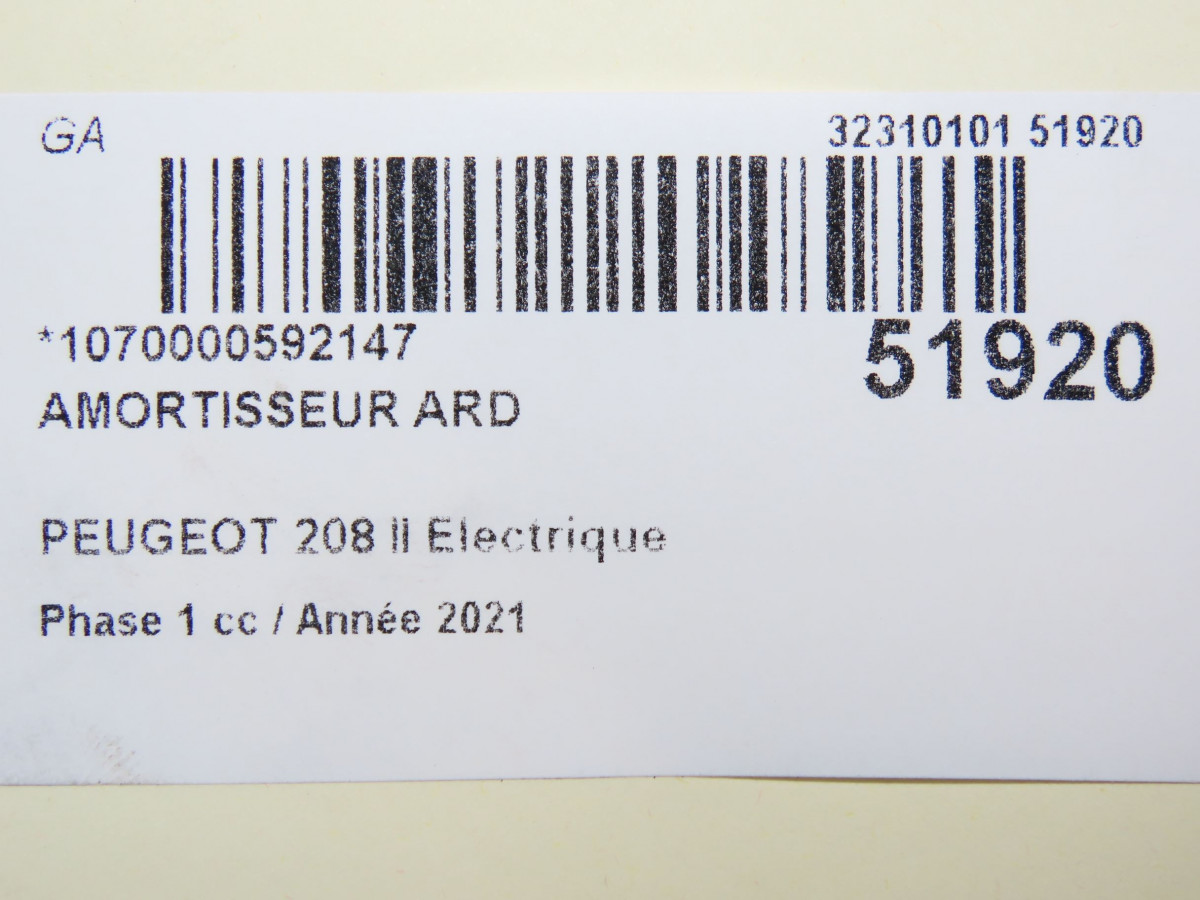 GA
32310101 51920
*1070000592147
51920
AMORTISSEUR ARD
PEUGEOT 208 II Electrique
Phase 1 cc / Année 2021